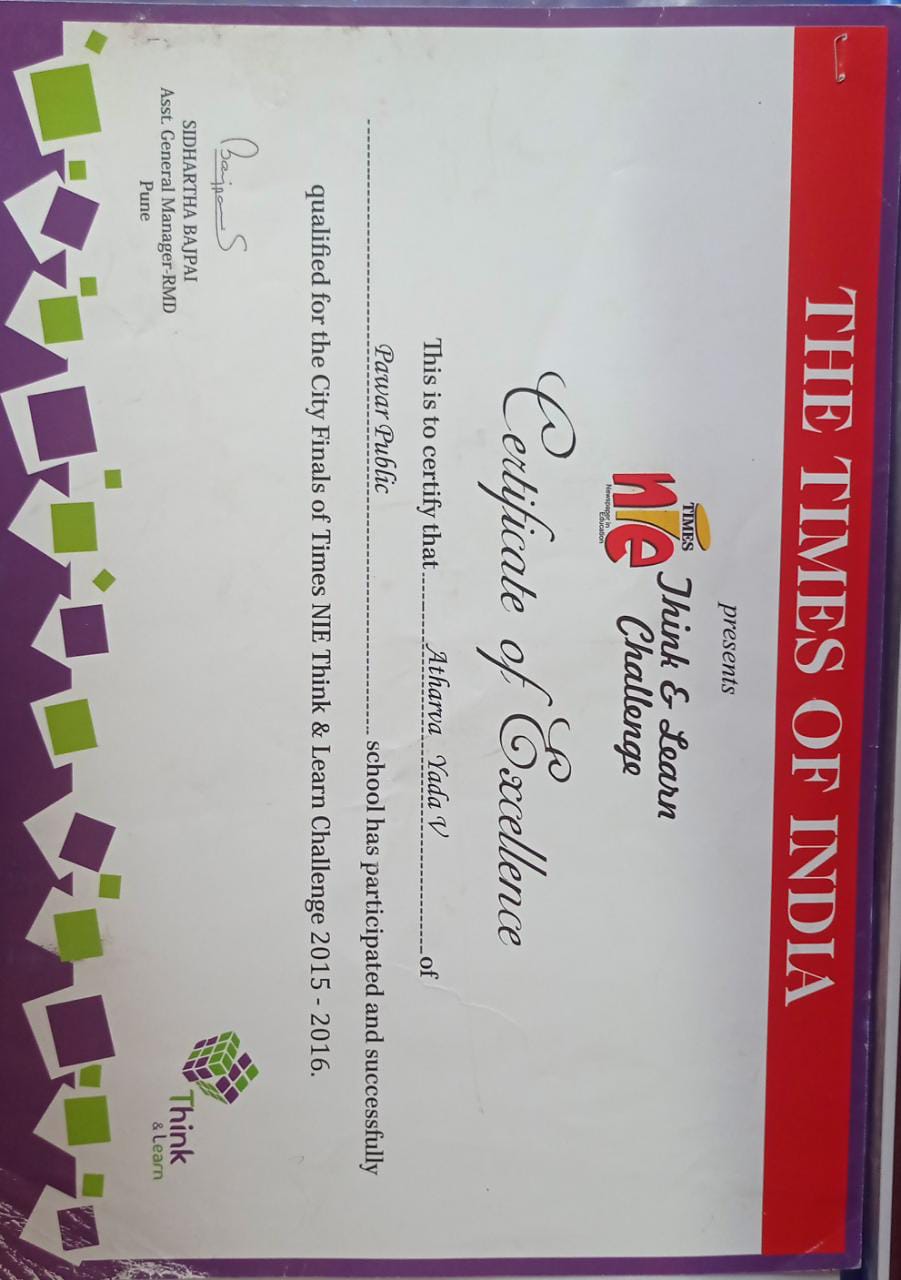 THE TIMES OF INDIA
presents
TIMES
nie
Newspaper in
Education
Think & Learn
Challenge
Certificate of Excellence
This is to certify that Atharva Yada V of
Pawar Public school has participated and successfully
qualified for the City Finals of Times NIE Think & Learn Challenge 2015 - 2016.
Bajpai S
SIDHARTHA BAJPAI
Asst. General Manager-RMD
Pune
Think
& Learn